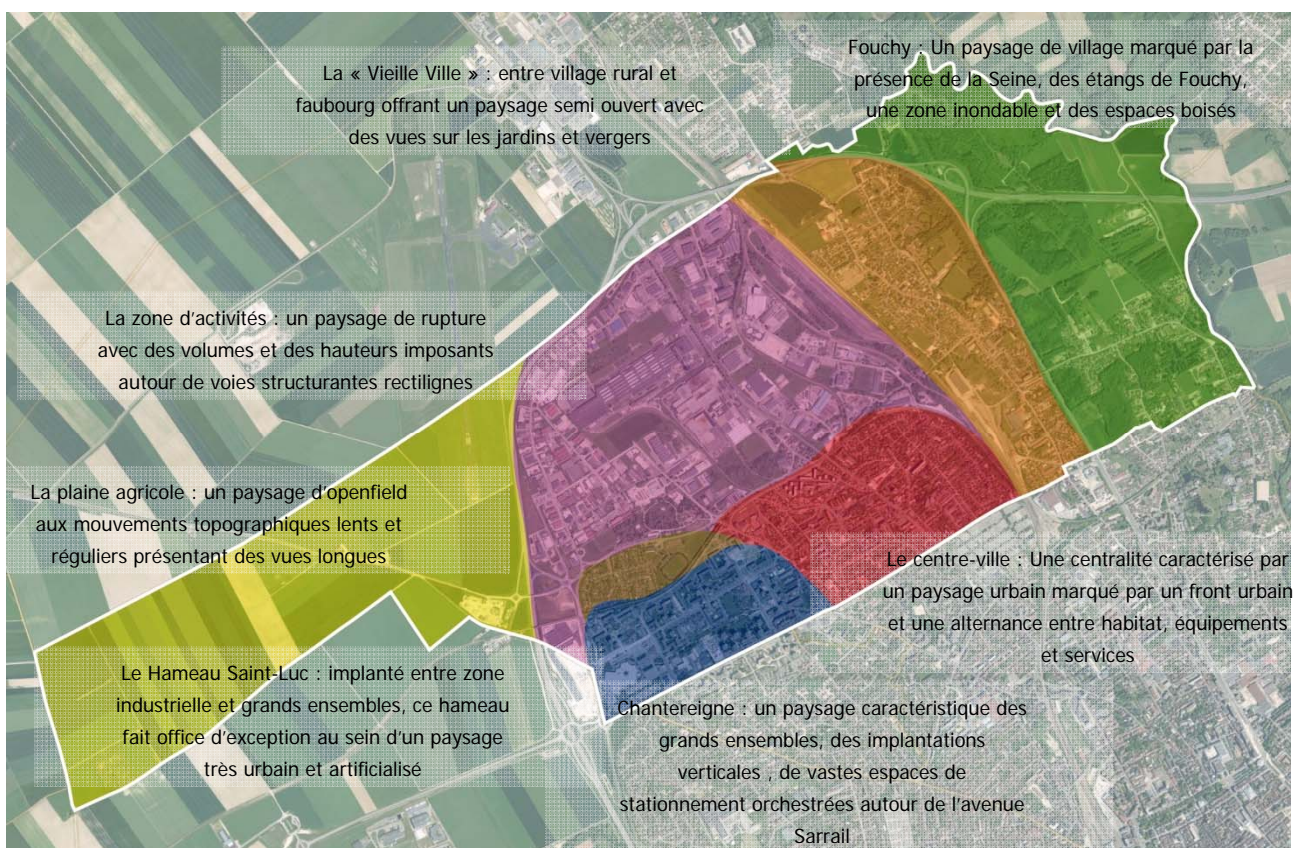 La « Vieille Ville » : entre village rural et
faubourg offrant un paysage semi ouvert avec
des vues sur les jardins et vergers
Fouchy : Un paysage de village marqué par la
présence de la Seine, des étangs de Fouchy,
une zone inondable et des espaces boisés
La zone d'activités : un paysage de rupture
avec des volumes et des hauteurs imposants
autour de voies structurantes rectilignes
La plaine agricole : un paysage d'openfield
aux mouvements topographiques lents et
réguliers présentant des vues longues
Le centre-ville : Une centralité caractérisé par
un paysage urbain marqué par un front urbain
et une alternance entre habitat, équipements
et services
Le Hameau Saint-Luc : implanté entre zone
industrielle et grands ensembles, ce hameau
fait office d'exception au sein d'un paysage
très urbain et artificialisé
Chantereigne : un paysage caractéristique des
grands ensembles, des implantations
verticales , de vastes espaces de
stationnement orchestrées autour de l'avenue
Sarrail